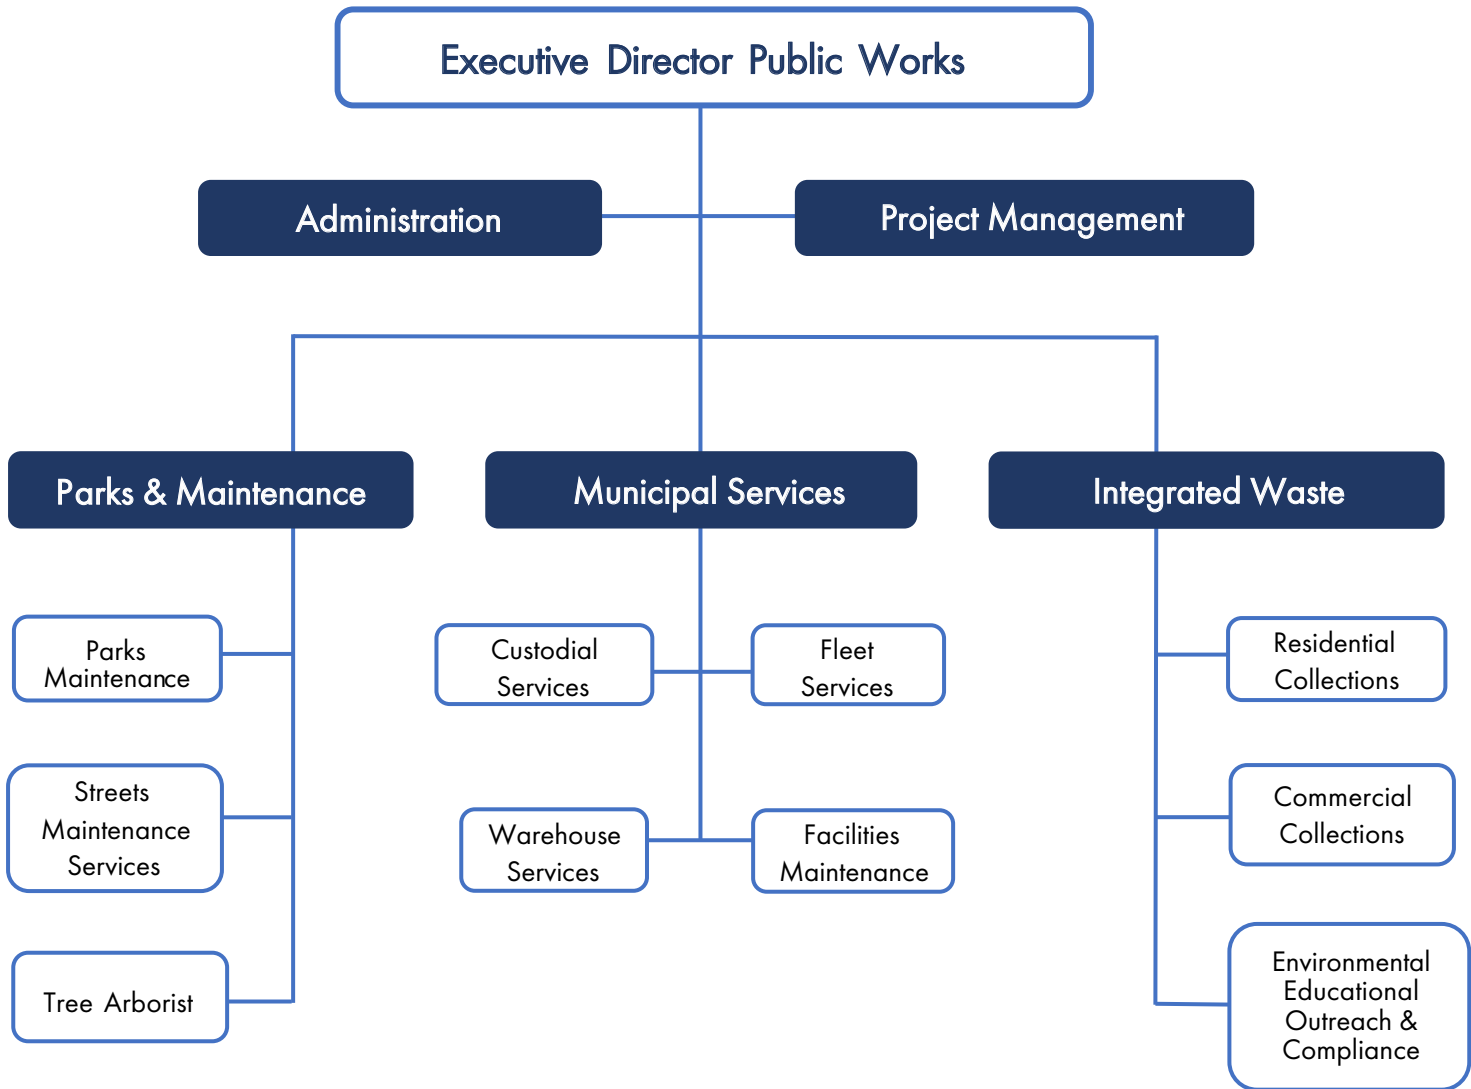 Executive Director Public Works
Administration
Project Management
Parks & Maintenance
Municipal Services
Integrated Waste
Parks
Maintenance
Custodial
Services
Fleet
Services
Residential
Collections
Streets
Maintenance
Services
Warehouse
Services
Facilities
Maintenance
Commercial
Collections
Tree Arborist
Environmental
Educational
Outreach &
Compliance